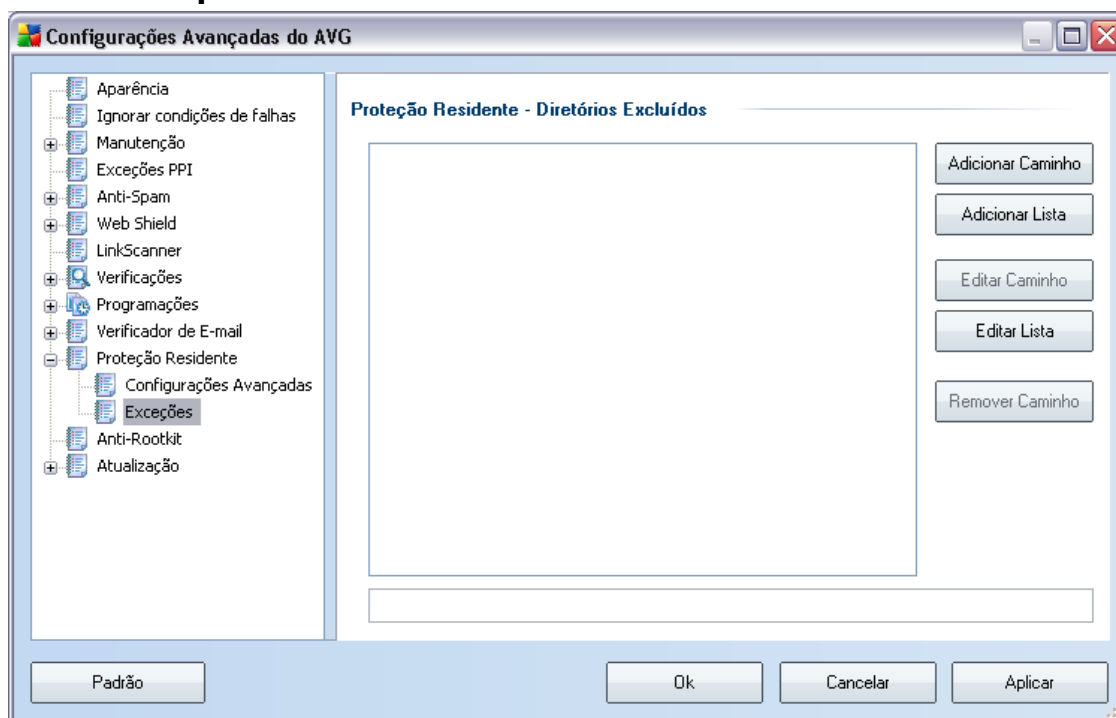 Configurações Avançadas do AVG
Aparência
Ignorar condições de falhas
Manutenção
Exceções PPI
Anti-Spam
Web Shield
LinkScanner
Verificações
Programações
Verificador de E-mail
Proteção Residente
Configurações Avançadas
Exceções
Anti-Rootkit
Atualização
Proteção Residente - Diretórios Excluídos
Adicionar Caminho
Adicionar Lista
Editar Caminho
Editar Lista
Remover Caminho
Padrão
Ok
Cancelar
Aplicar